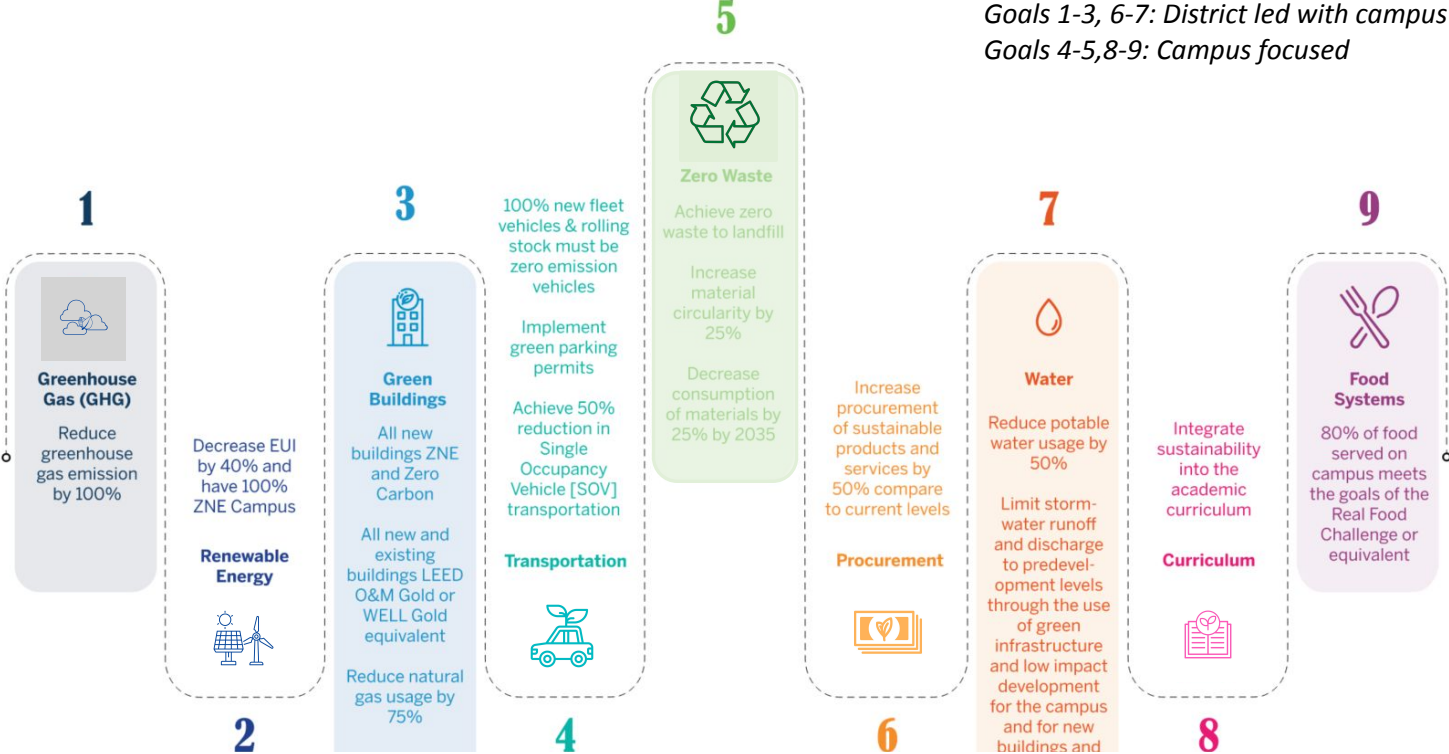 Goals 1-3, 6-7: District led with campus
Goals 4-5,8-9: Campus focused
1
Greenhouse
Gas (GHG)
Reduce
greenhouse
gas emission
by 100%
Decrease EUI
by 40% and
have 100%
ZNE Campus
Renewable
Energy
2
3
Green
Buildings
All new
buildings ZNE
and Zero
Carbon
All new and
existing
buildings LEED
O&M Gold or
WELL Gold
equivalent
Reduce natural
gas usage by
75%
100% new fleet
vehicles & rolling
stock must be
zero emission
vehicles
Implement
green parking
permits
Achieve 50%
reduction in
Single
Occupancy
Vehicle [SOV]
transportation
Transportation
4
5
Zero Waste
Achieve zero
waste to landfill
Increase
material
circularity by
25%
Decrease
consumption
of materials by
25% by 2035
Increase
procurement
of sustainable
products and
services by
50% compare
to current levels
Procurement
6
7
Water
Reduce potable
water usage by
50%
Limit storm-
water runoff
and discharge
to predevel-
opment levels
through the use
of green
infrastructure
and low impact
development
for the campus
and for new
buildings and
Integrate
sustainability
into the
academic
curriculum
Curriculum
8
9
Food
Systems
80% of food
served on
campus meets
the goals of the
Real Food
Challenge or
equivalent